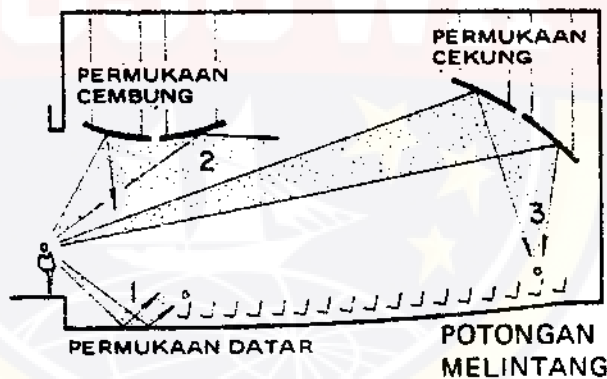 PERMUKAAN
CEMBUNG
PERMUKAAN
CEKUNG
2
3
1
PERMUKAAN DATAR
POTONGAN
MELINTANG